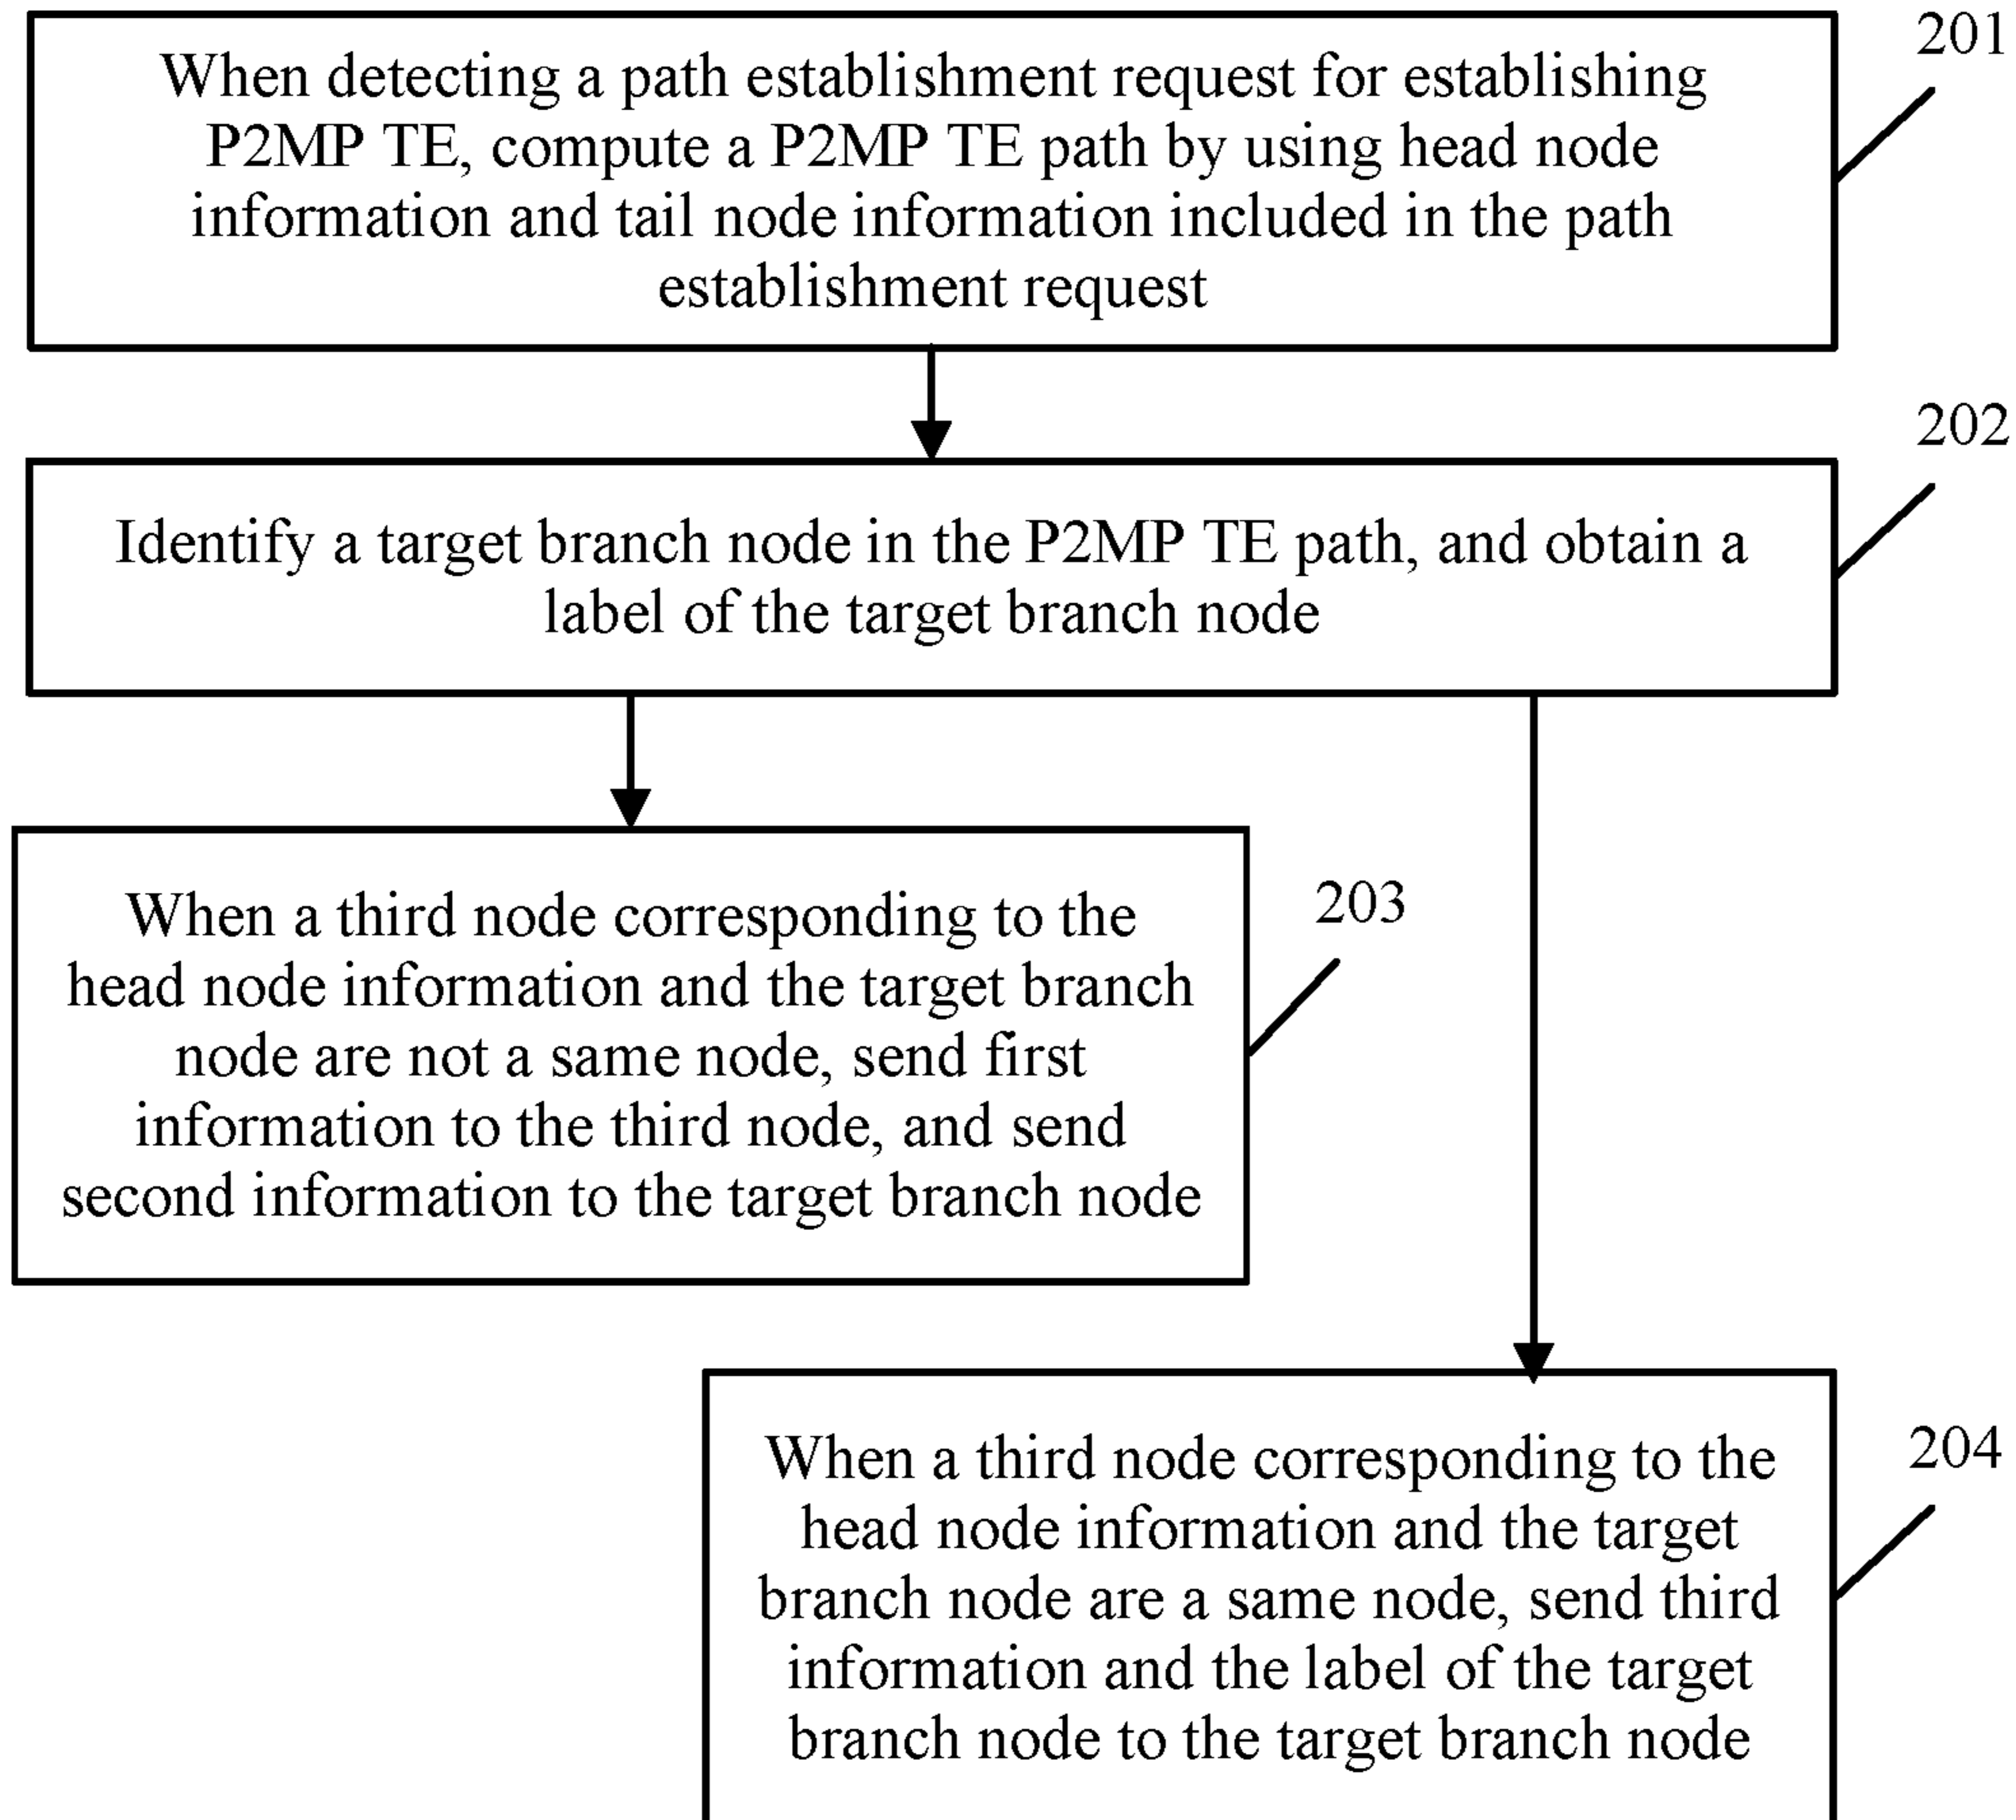 201
When detecting a path establishment request for establishing
P2MP TE, compute a P2MP TE path by using head node
information and tail node information included in the path
establishment request
202
Identify a target branch node in the P2MP TE path, and obtain a
label of the target branch node
203
When a third node corresponding to the
head node information and the target branch
node are not a same node, send first
information to the third node, and send
second information to the target branch node
204
When a third node corresponding to the
head node information and the target
branch node are a same node, send third
information and the label of the target
branch node to the target branch node